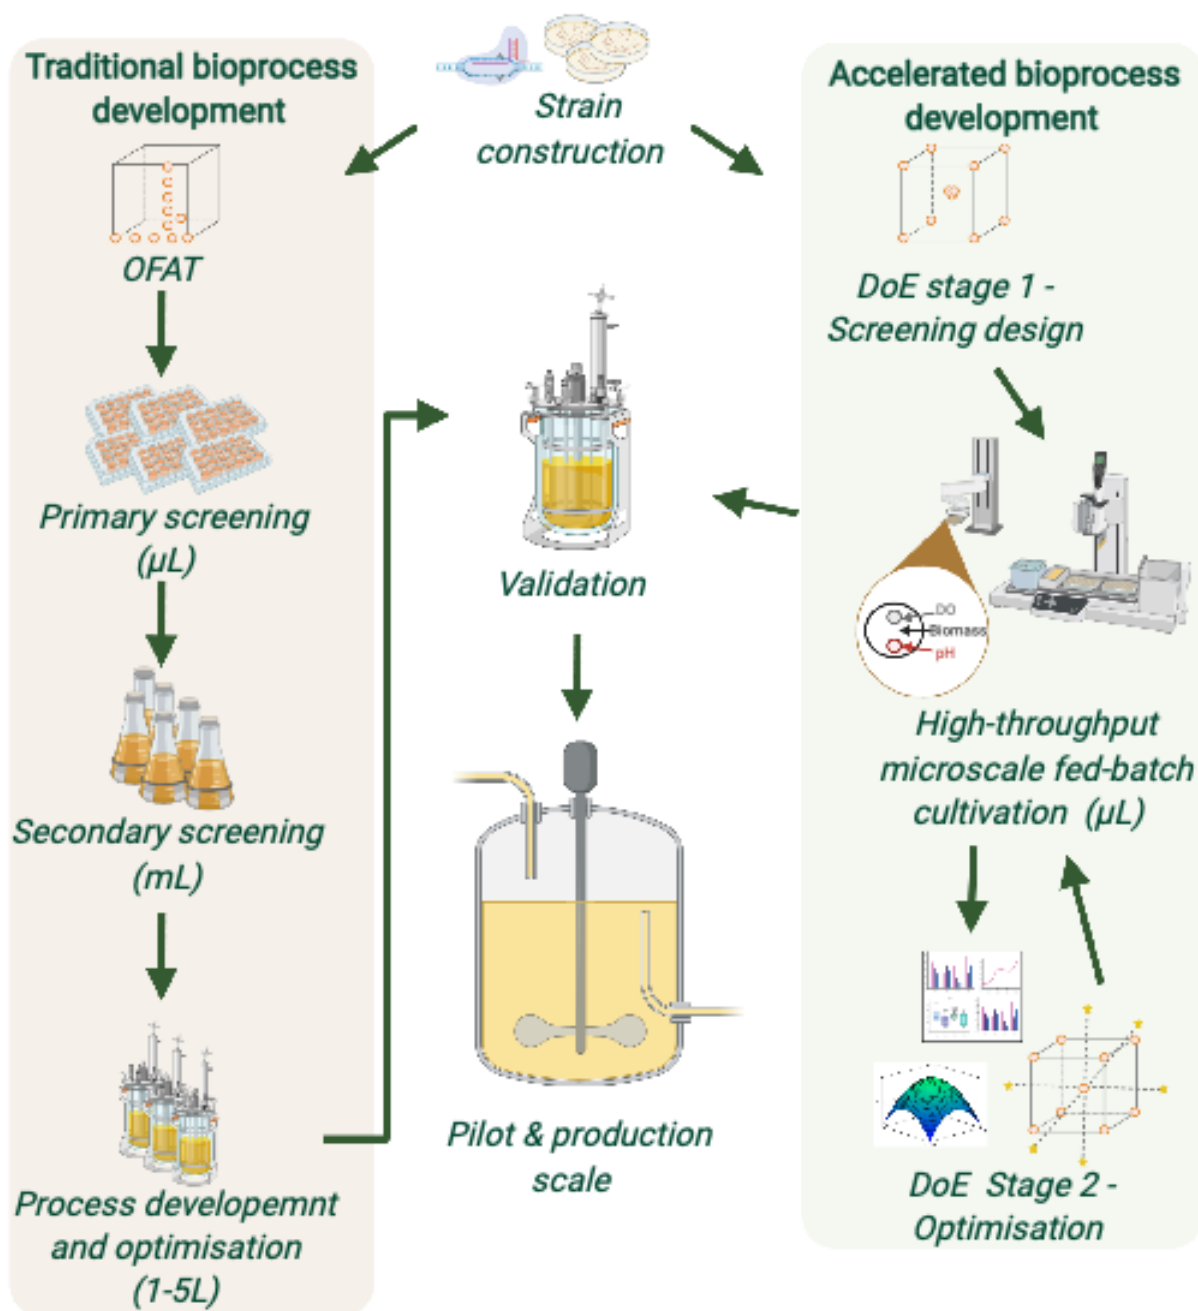 Traditional bioprocess
development
OFAT
Primary screening
(µL)
Secondary screening
(mL)
Process developemnt
and optimisation
(1-5L)
Strain
construction
Validation
Pilot & production
scale
Accelerated bioprocess
development
DoE stage 1 -
Screening design
DO
Biomass
pH
High-throughput
microscale fed-batch
cultivation (µL)
DoE Stage 2 -
Optimisation